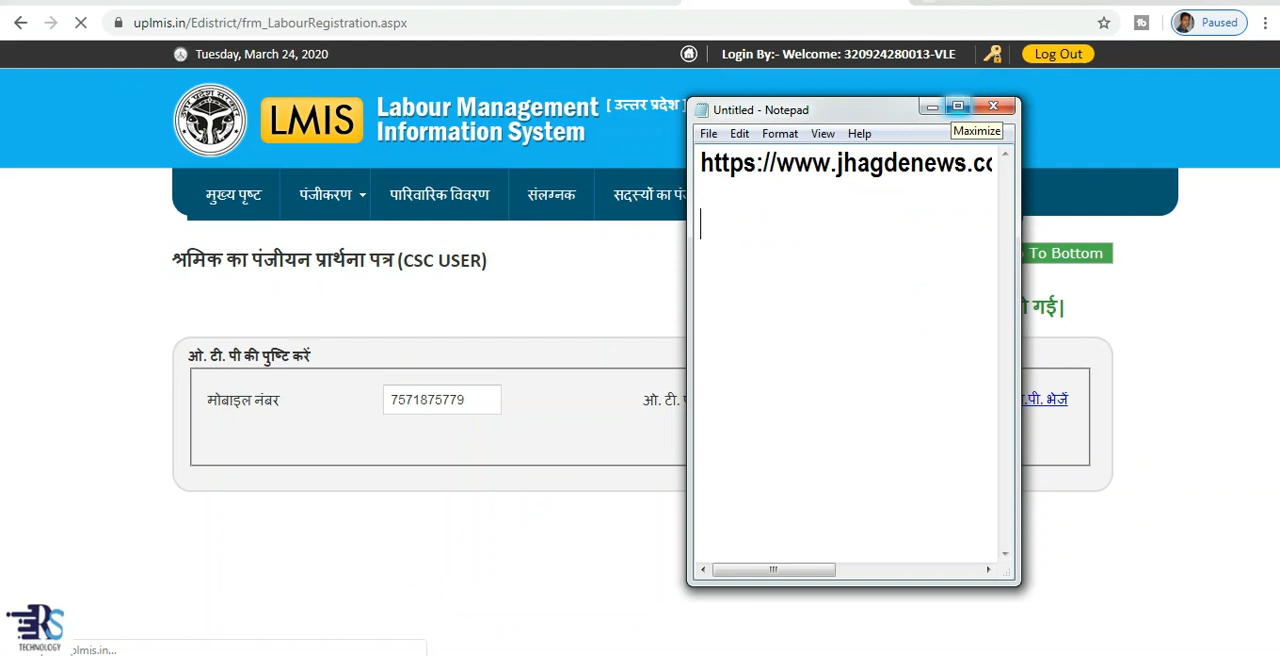 uplmis.in/Edistrict/frm_LabourRegistration.aspx
Paused
Tuesday, March 24, 2020
Login By:- Welcome: 320924280013-VLE
Log Out
LMIS
Labour Management
Information System
[ उत्तर प्रदेश ]
Untitled - Notepad
Maximize
File Edit Format View Help
https://www.jhagdenews.co
मुख्य पृष्ट
पंजीकरण
पारिवारिक विवरण
संलग्नक
सदस्यों का
श्रमिक का पंजीयन प्रार्थना पत्र (CSC USER)
To Bottom
गई|
ओ. टी. पी की पुष्टि करें
मोबाइल नंबर
7571875779
ओ. टी.
.पी. भेजें
ERS
TECHNOLOGY
plmis.in...